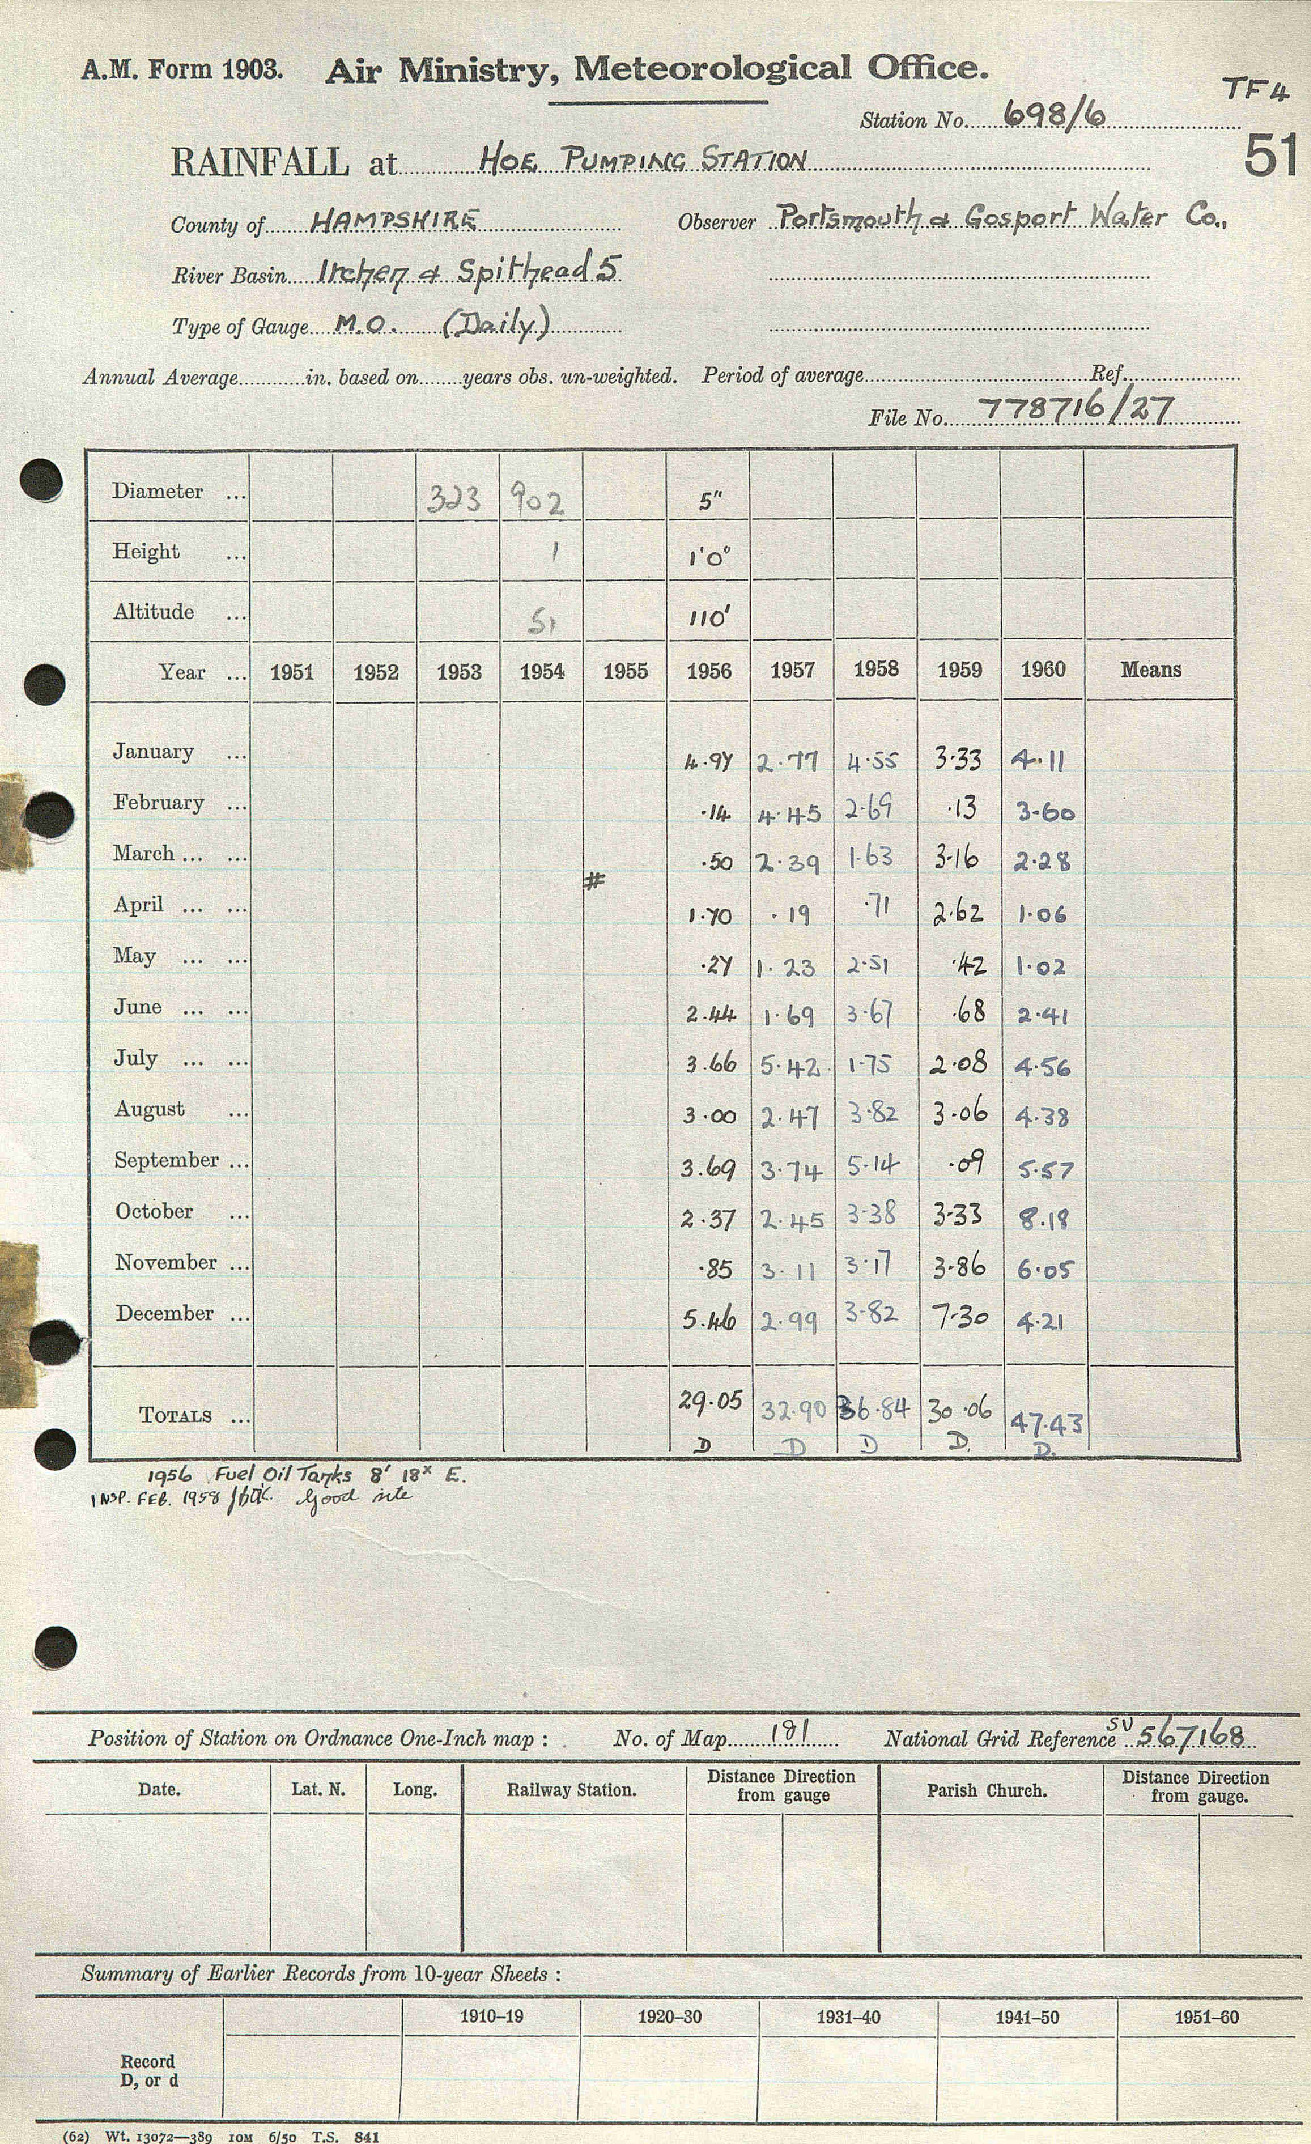 A.M. Form 1903. Air Ministry, Meteorological Office.
TF4
Station No. 698/6
51
RAINFALL at HOE PUMPING STATION
County of HAMPSHIRE Observer Portsmouth & Gosport Water Co.,
River Basin Itchen & Spithead 5
Type of Gauge M.O. (Daily)
Annual Average in. based on years obs. un-weighted. Period of average Ref.
File No. 778716/27
Diameter ... 323 902 5"
Height ... 1 1'0"
Altitude ... 51 110'
Year ... 1951 1952 1953 1954 1955 1956 1957 1958 1959 1960 Means
January ... 4.97 2.77 4.55 3.33 4.11
February ... .14 4.45 2.69 .13 3.60
March ... ... .50 2.39 1.63 3.16 2.28
#
April ... ... 1.70 .19 .71 2.62 1.06
May ... ... .27 1.23 2.51 .42 1.02
June ... ... 2.44 1.69 3.67 .68 2.41
July ... ... 3.66 5.42 1.75 2.08 4.56
August ... 3.00 2.47 3.82 3.06 4.38
September ... 3.69 3.74 5.14 .09 5.57
October ... 2.37 2.45 3.38 3.33 8.18
November ... .85 3.11 3.17 3.86 6.05
December ... 5.46 2.99 3.82 7.30 4.21
TOTALS ... 29.05 32.90 36.84 30.06 47.43
D D D D. D.
1956 Fuel Oil Tanks 8' 18x E.
INSP. FEB. 1958 Good site
Position of Station on Ordnance One-Inch map : No. of Map 181 National Grid Reference SU 567168
Date. Lat. N. Long. Railway Station. Distance Direction from gauge Parish Church. Distance Direction from gauge.
Summary of Earlier Records from 10-year Sheets :
1910–19 1920–30 1931–40 1941–50 1951–60
Record
D, or d
(62) Wt. 13072—389 10M 6/50 T.S. 841